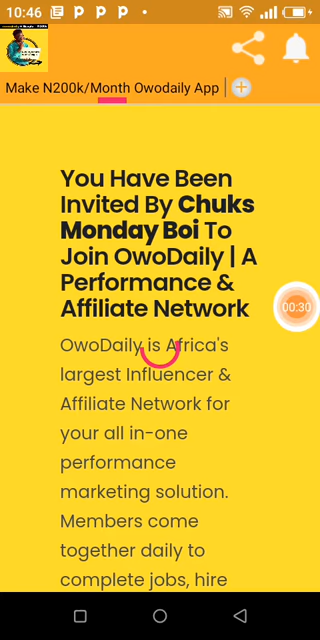 10:46
Make N200k/Month Owodaily App
You Have Been
Invited By Chuks
Monday Boi To
Join OwoDaily | A
Performance &
Affiliate Network
00:30
OwoDaily is Africa's
largest Influencer &
Affiliate Network for
your all in-one
performance
marketing solution.
Members come
together daily to
complete jobs, hire